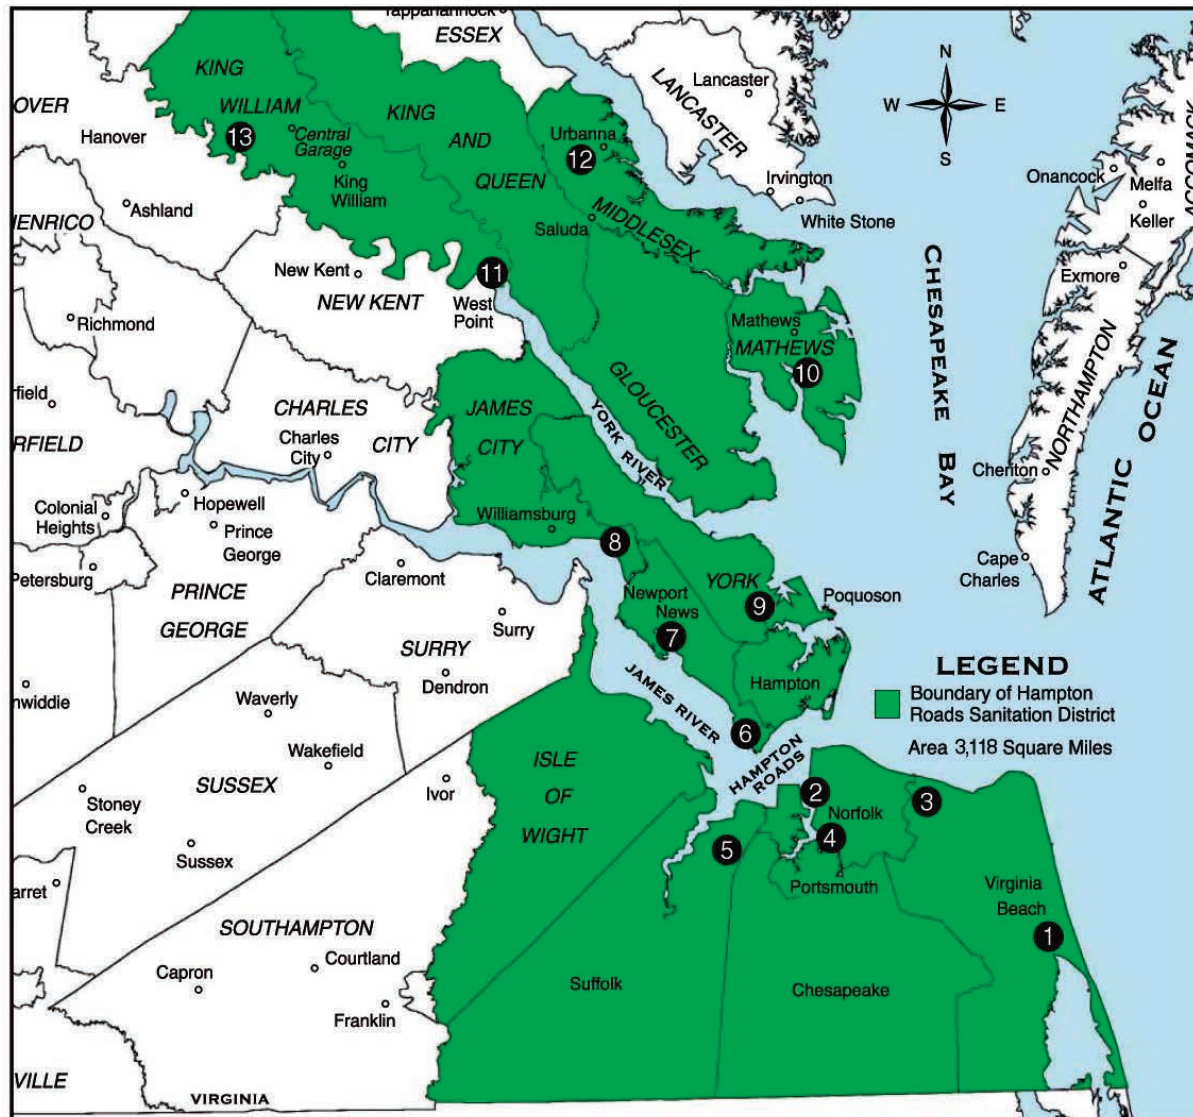 ESSEX
LANCASTER
Lancaster
N
W
E
S
KING
WILLIAM
13
Central
Garage
King
William
KING
AND
QUEEN
Urbanna
12
Irvington
White Stone
MIDDLESEX
Saluda
Hanover
Ashland
Onancock
Melfa
Keller
Exmore
New Kent
NEW KENT
11
West
Point
Richmond
Mathews
MATHEWS
10
CHESAPEAKE BAY
NORTHAMPTON
ATLANTIC OCEAN
GLOUCESTER
YORK RIVER
JAMES
CITY
CHARLES
CITY
Charles
City
Cheriton
Cape
Charles
Hopewell
Prince
George
Colonial
Heights
Petersburg
PRINCE
GEORGE
Williamsburg
8
Claremont
Surry
SURRY
Dendron
YORK
9
Poquoson
Newport
News
7
Hampton
JAMES RIVER
6
HAMPTON
ROADS
LEGEND
Boundary of Hampton
Roads Sanitation District
Area 3,118 Square Miles
Waverly
Wakefield
SUSSEX
Stoney
Creek
Sussex
Ivor
ISLE
OF
WIGHT
2
Norfolk
3
4
5
Portsmouth
Virginia
Beach
1
SOUTHAMPTON
Capron
Courtland
Franklin
Suffolk
Chesapeake
VIRGINIA